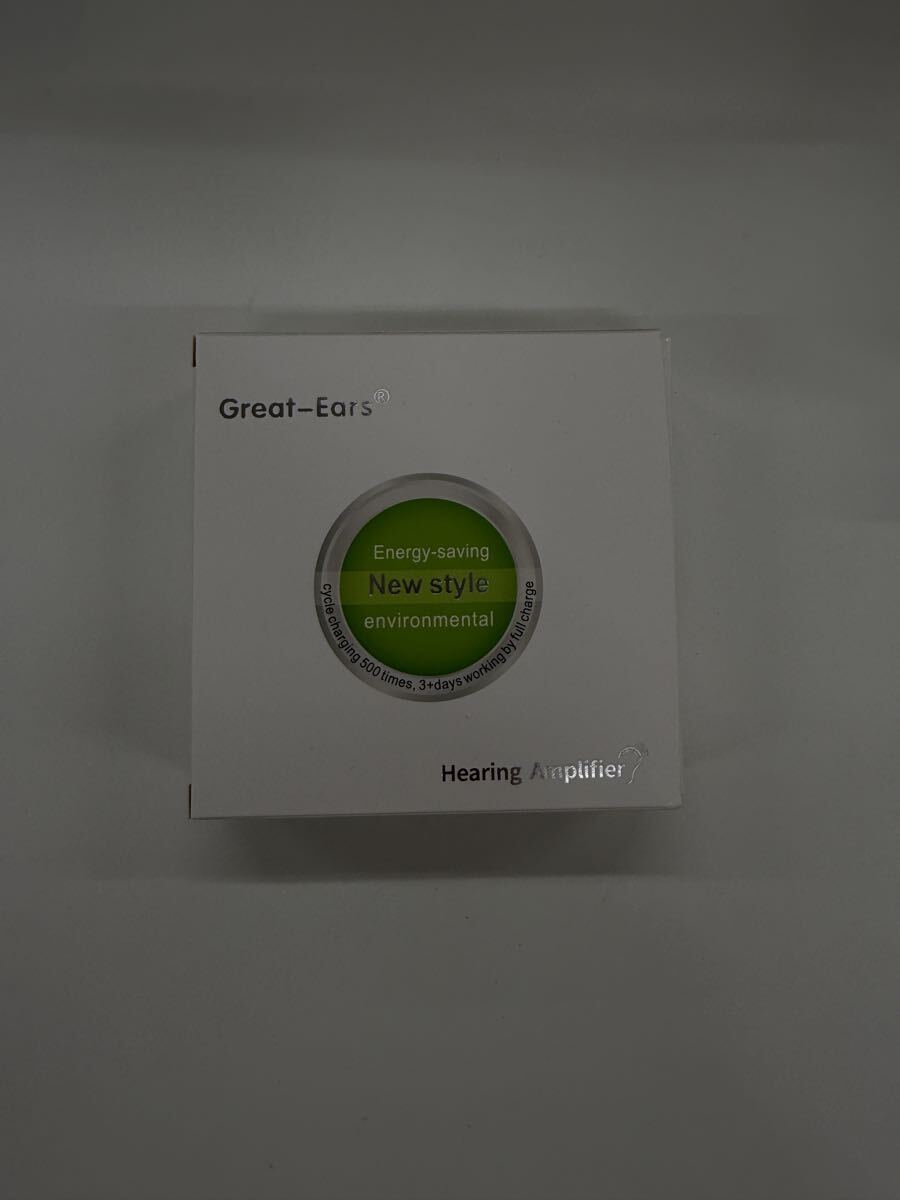 Great-Ears®
Energy-saving
New style
environmental
cycle charging 500 times, 3+days working by full charge
Hearing Amplifier